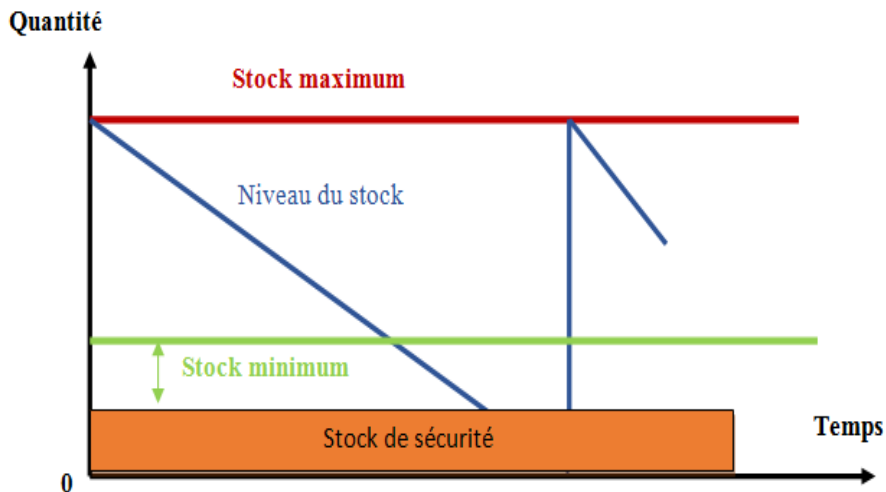 Quantité
Stock maximum
Niveau du stock
Stock minimum
Stock de sécurité
Temps
0